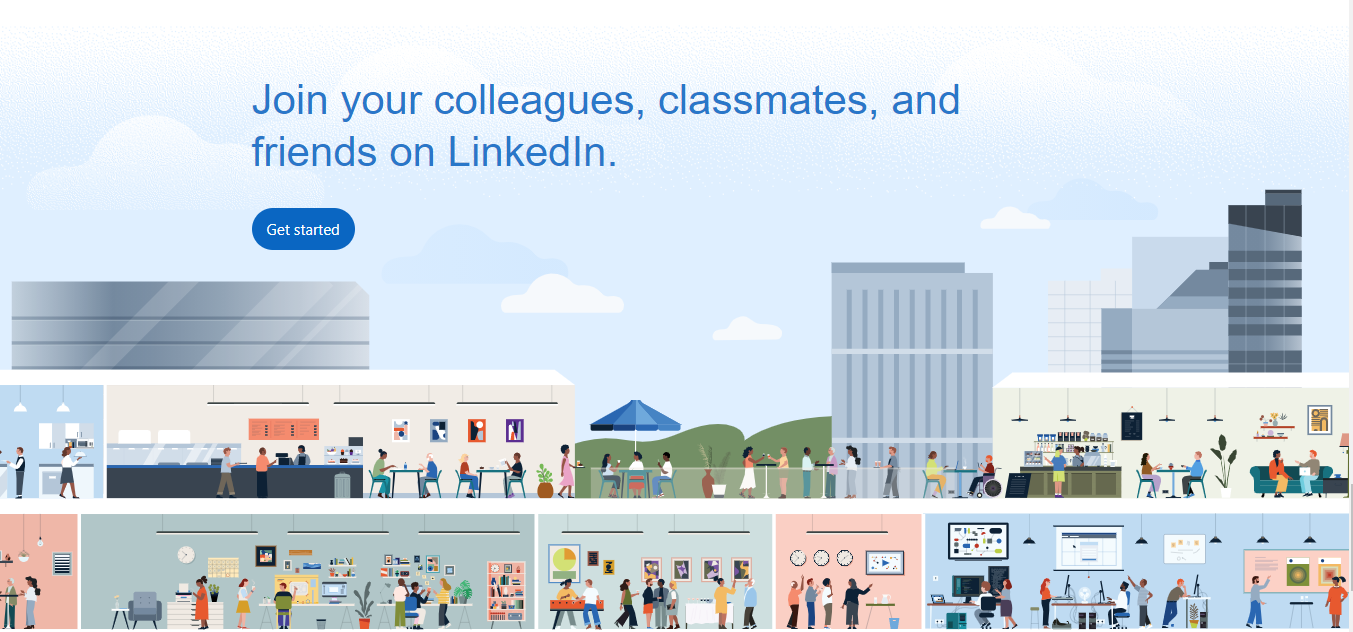 Join your colleagues, classmates, and
friends on LinkedIn.
Get started